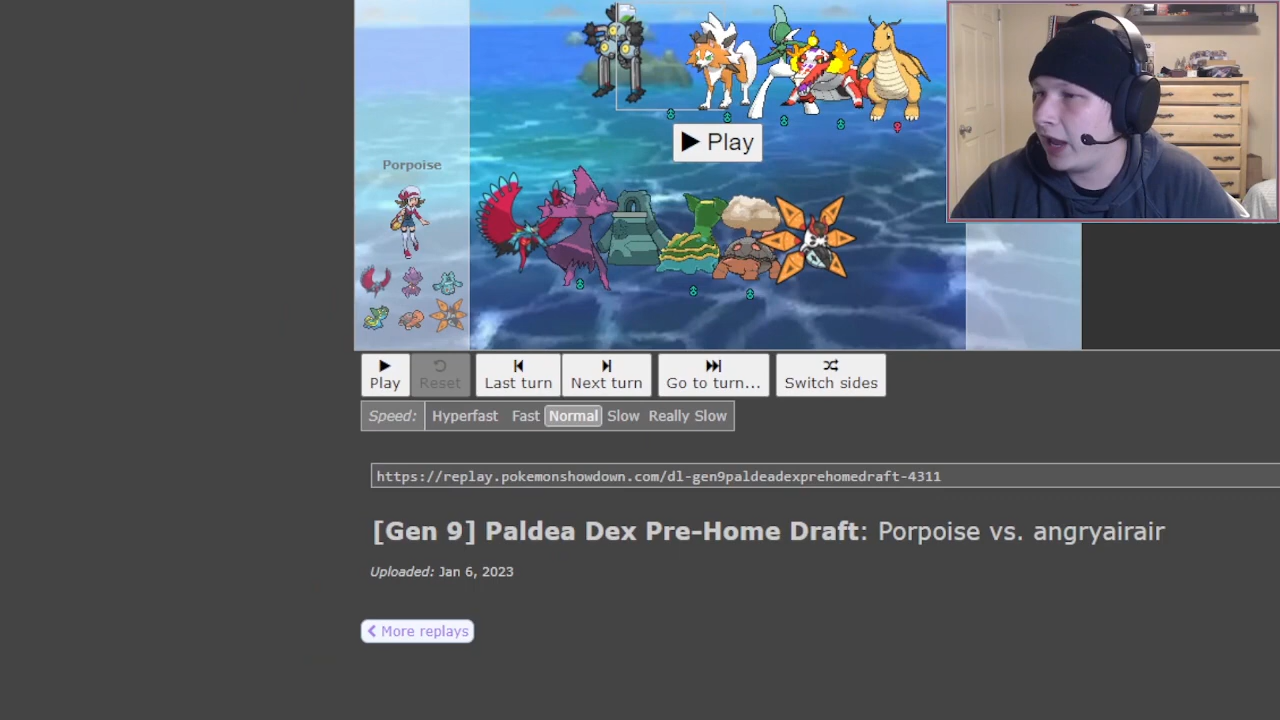 Porpoise
▶ Play
Play
Reset
Last turn
Next turn
Go to turn...
Switch sides
Speed: Hyperfast Fast Normal Slow Really Slow
https://replay.pokemonshowdown.com/dl-gen9paldeadexprehomedraft-4311
[Gen 9] Paldea Dex Pre-Home Draft: Porpoise vs. angryairair
Uploaded: Jan 6, 2023
More replays